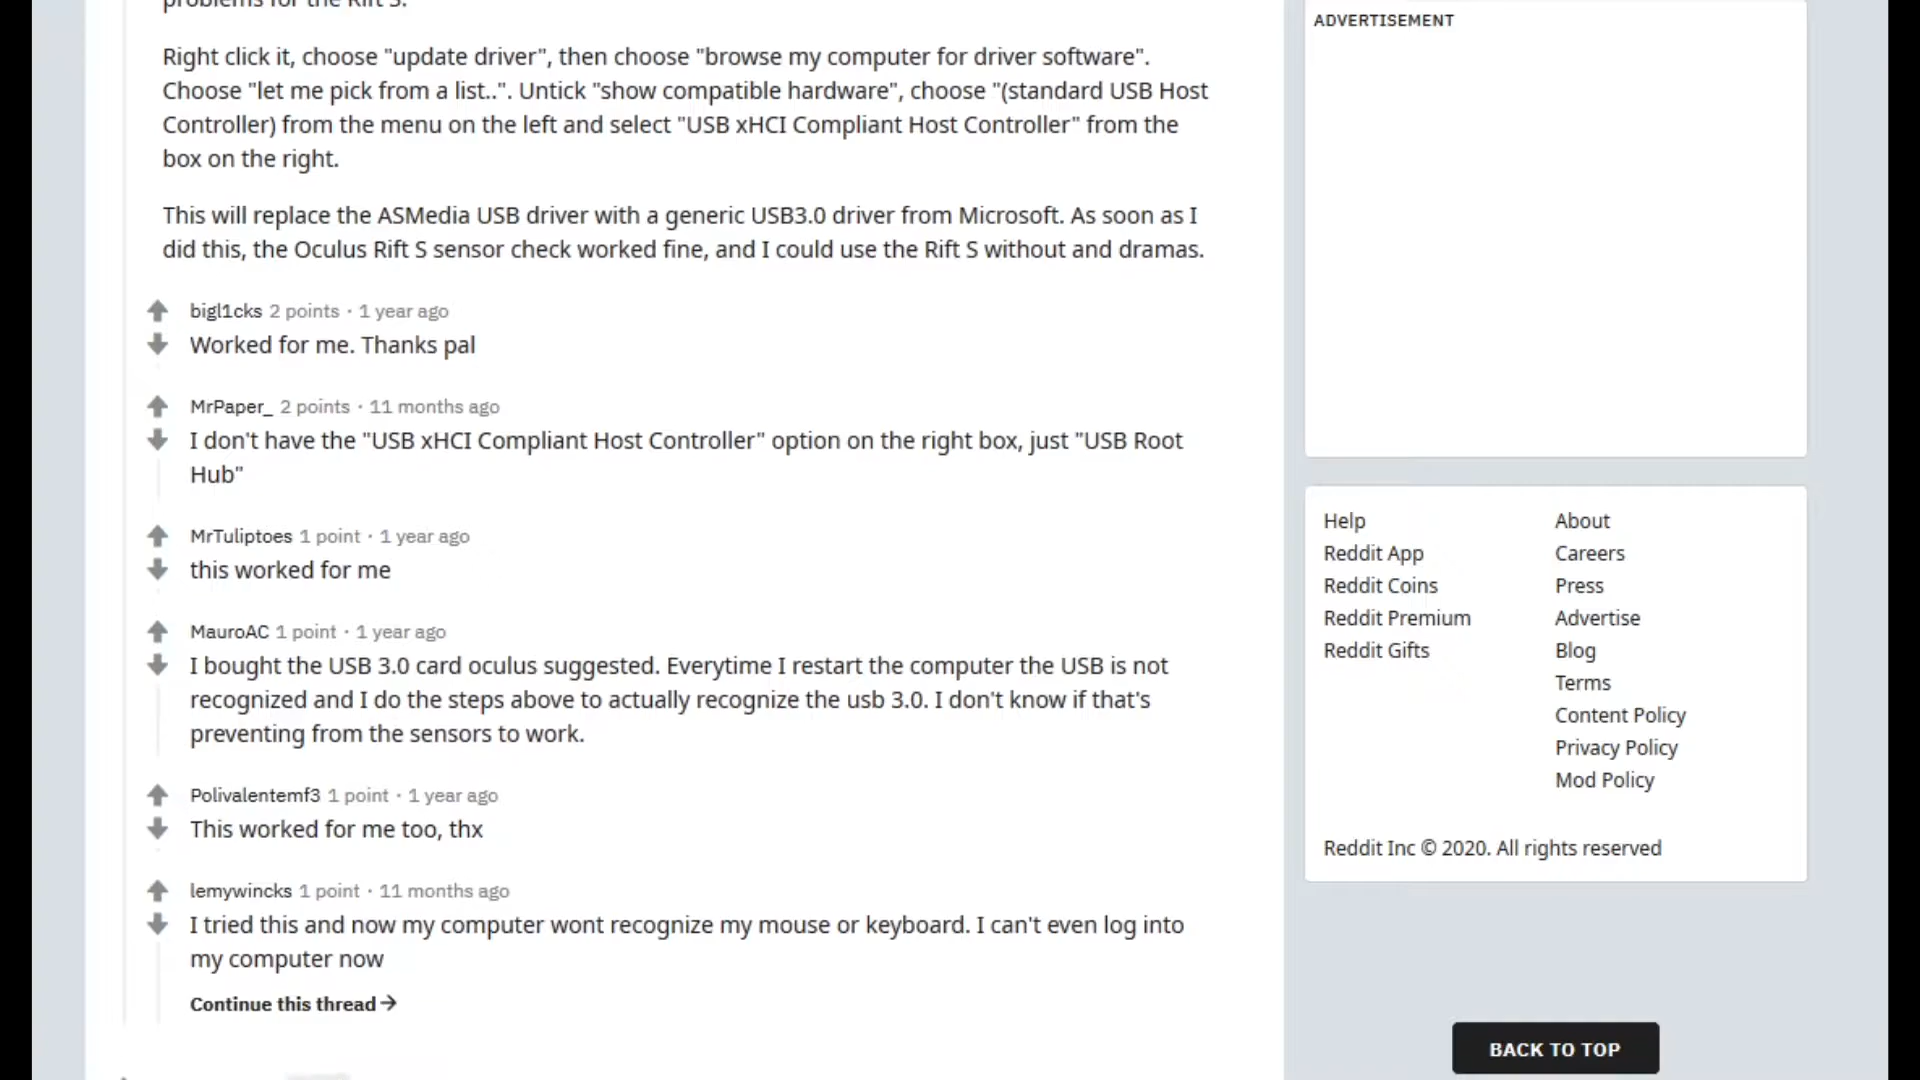 problems for the Rift S.
Right click it, choose "update driver", then choose "browse my computer for driver software".
Choose "let me pick from a list..". Untick "show compatible hardware", choose "(standard USB Host
Controller) from the menu on the left and select "USB xHCI Compliant Host Controller" from the
box on the right.
This will replace the ASMedia USB driver with a generic USB3.0 driver from Microsoft. As soon as I
did this, the Oculus Rift S sensor check worked fine, and I could use the Rift S without and dramas.
bigl1cks 2 points · 1 year ago
Worked for me. Thanks pal
MrPaper_ 2 points · 11 months ago
I don't have the "USB xHCI Compliant Host Controller" option on the right box, just "USB Root
Hub"
MrTuliptoes 1 point · 1 year ago
this worked for me
MauroAC 1 point · 1 year ago
I bought the USB 3.0 card oculus suggested. Everytime I restart the computer the USB is not
recognized and I do the steps above to actually recognize the usb 3.0. I don't know if that's
preventing from the sensors to work.
Polivalentemf3 1 point · 1 year ago
This worked for me too, thx
lemywincks 1 point · 11 months ago
I tried this and now my computer wont recognize my mouse or keyboard. I can't even log into
my computer now
Continue this thread→
ADVERTISEMENT
Help
Reddit App
Reddit Coins
Reddit Premium
Reddit Gifts
About
Careers
Press
Advertise
Blog
Terms
Content Policy
Privacy Policy
Mod Policy
Reddit Inc © 2020. All rights reserved
BACK TO TOP